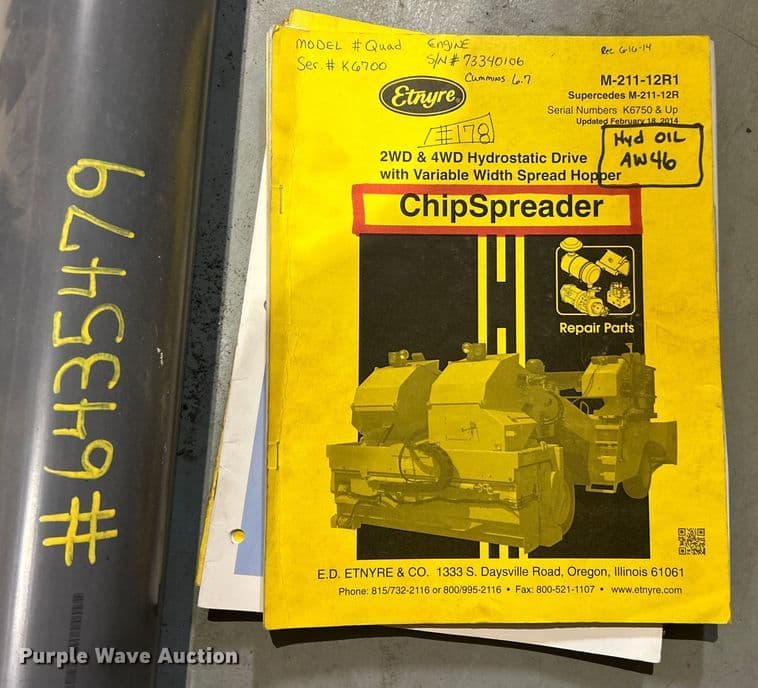 #6435479
MODEL # Quad
Ser. # K6700
ENGINE
S/N # 73340106
Cummins 6.7
Rec 6-16-14
Etnyre
M-211-12R1
Supercedes M-211-12R
Serial Numbers K6750 & Up
Updated February 18, 2014
#178
Hyd OIL
AW46
2WD & 4WD Hydrostatic Drive
with Variable Width Spread Hopper
ChipSpreader
Repair Parts
E.D. ETNYRE & CO. 1333 S. Daysville Road, Oregon, Illinois 61061
Phone: 815/732-2116 or 800/995-2116 • Fax: 800-521-1107 • www.etnyre.com
Purple Wave Auction